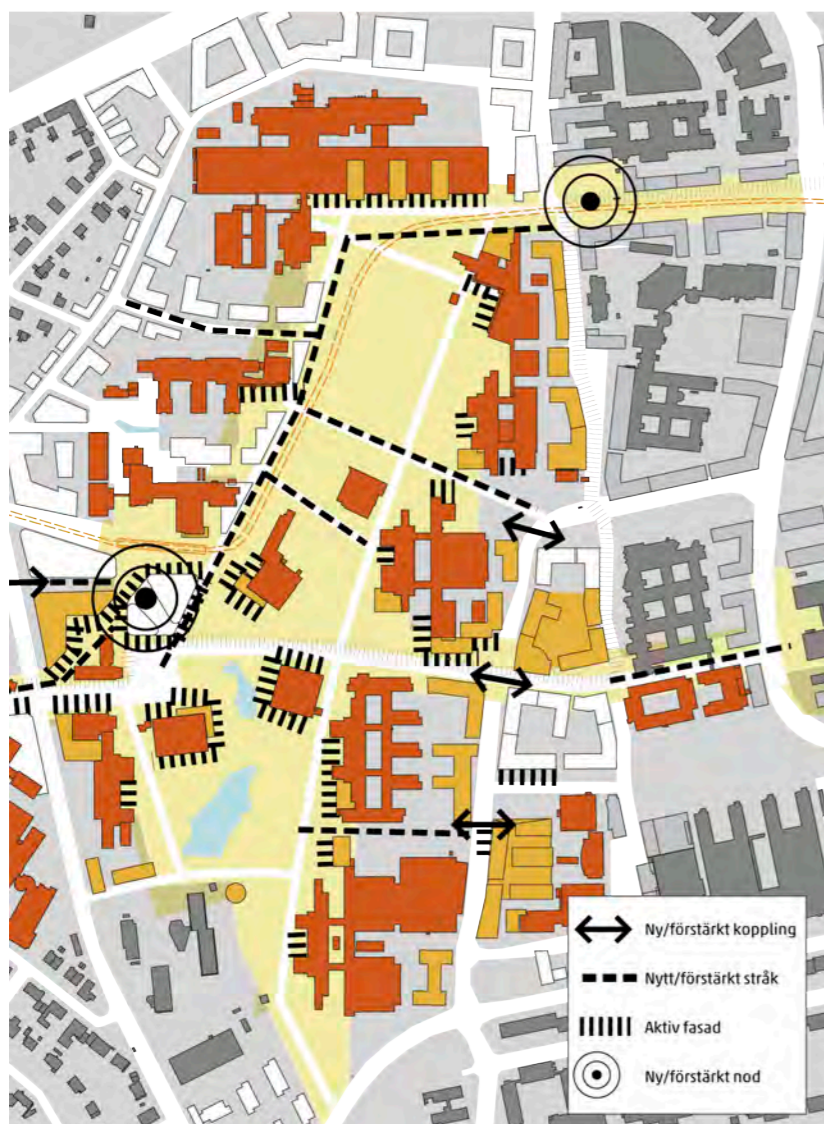 Ny/förstärkt koppling
Nytt/förstärkt stråk
Aktiv fasad
Ny/förstärkt nod